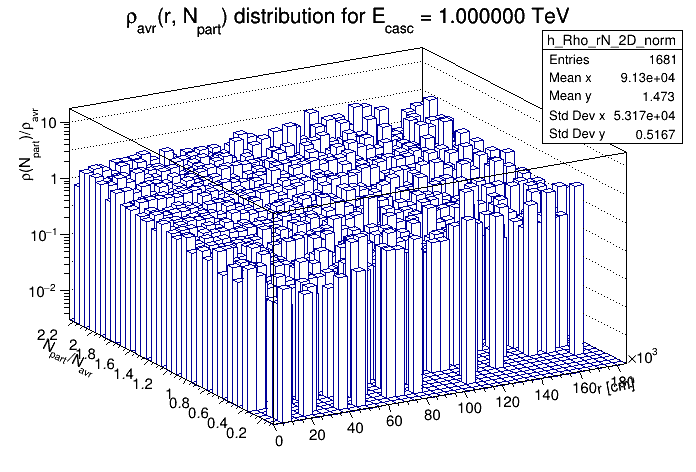 ρavr(r, Npart) distribution for Ecasc = 1.000000 TeV
h_Rho_rN_2D_norm
Entries 1681
Mean x 9.13e+04
Mean y 1.473
Std Dev x 5.317e+04
Std Dev y 0.5167
ρ(Npart)/ρavr
10
1
10−1
10−2
2.2
2
1.8
1.6
1.4
1.2
1
0.8
0.6
0.4
0.2
Npart/Navr
0
20
40
60
80
100
120
140
160
180
×103
r [cm]